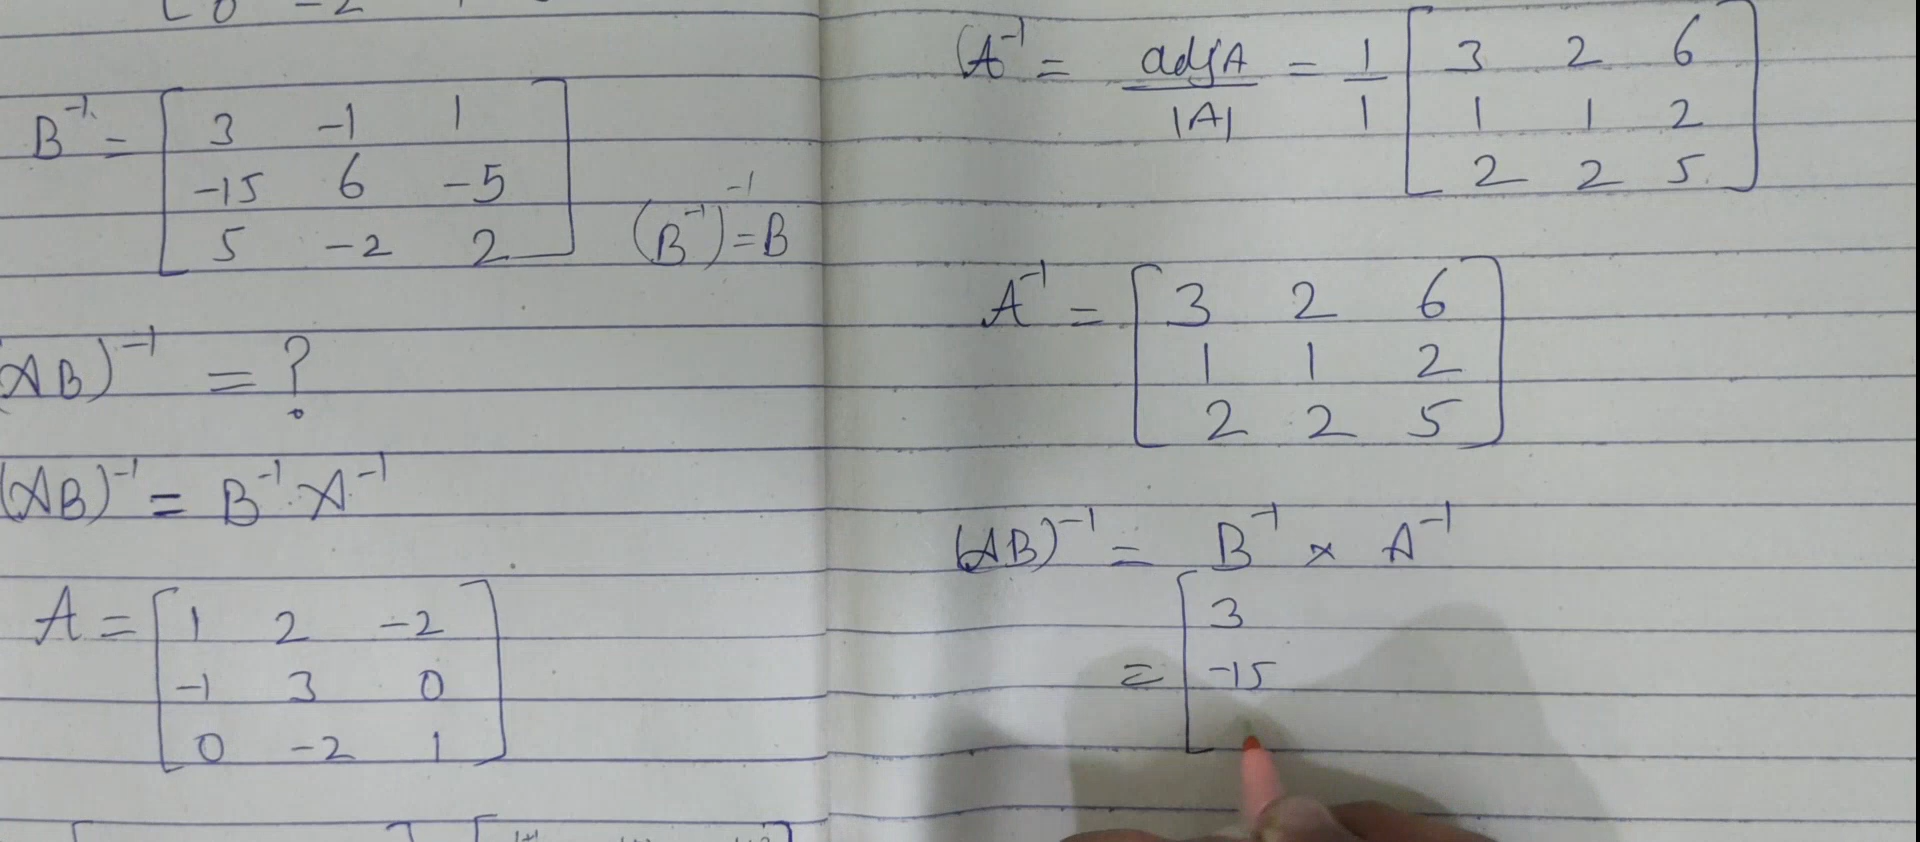 [0 -2
B⁻¹ = [ 3 -1 1
-15 6 -5
5 -2 2 ]
(B⁻¹)⁻¹ = B
(AB)⁻¹ = ?
(AB)⁻¹ = B⁻¹·A⁻¹
A = [ 1 2 -2
-1 3 0
0 -2 1 ]
(A⁻¹ = adjA / |A| = 1/1 [ 3 2 6
1 1 2
2 2 5 ]
A⁻¹ = [ 3 2 6
1 1 2
2 2 5 ]
(AB)⁻¹ = B⁻¹ × A⁻¹
= [ 3
-15